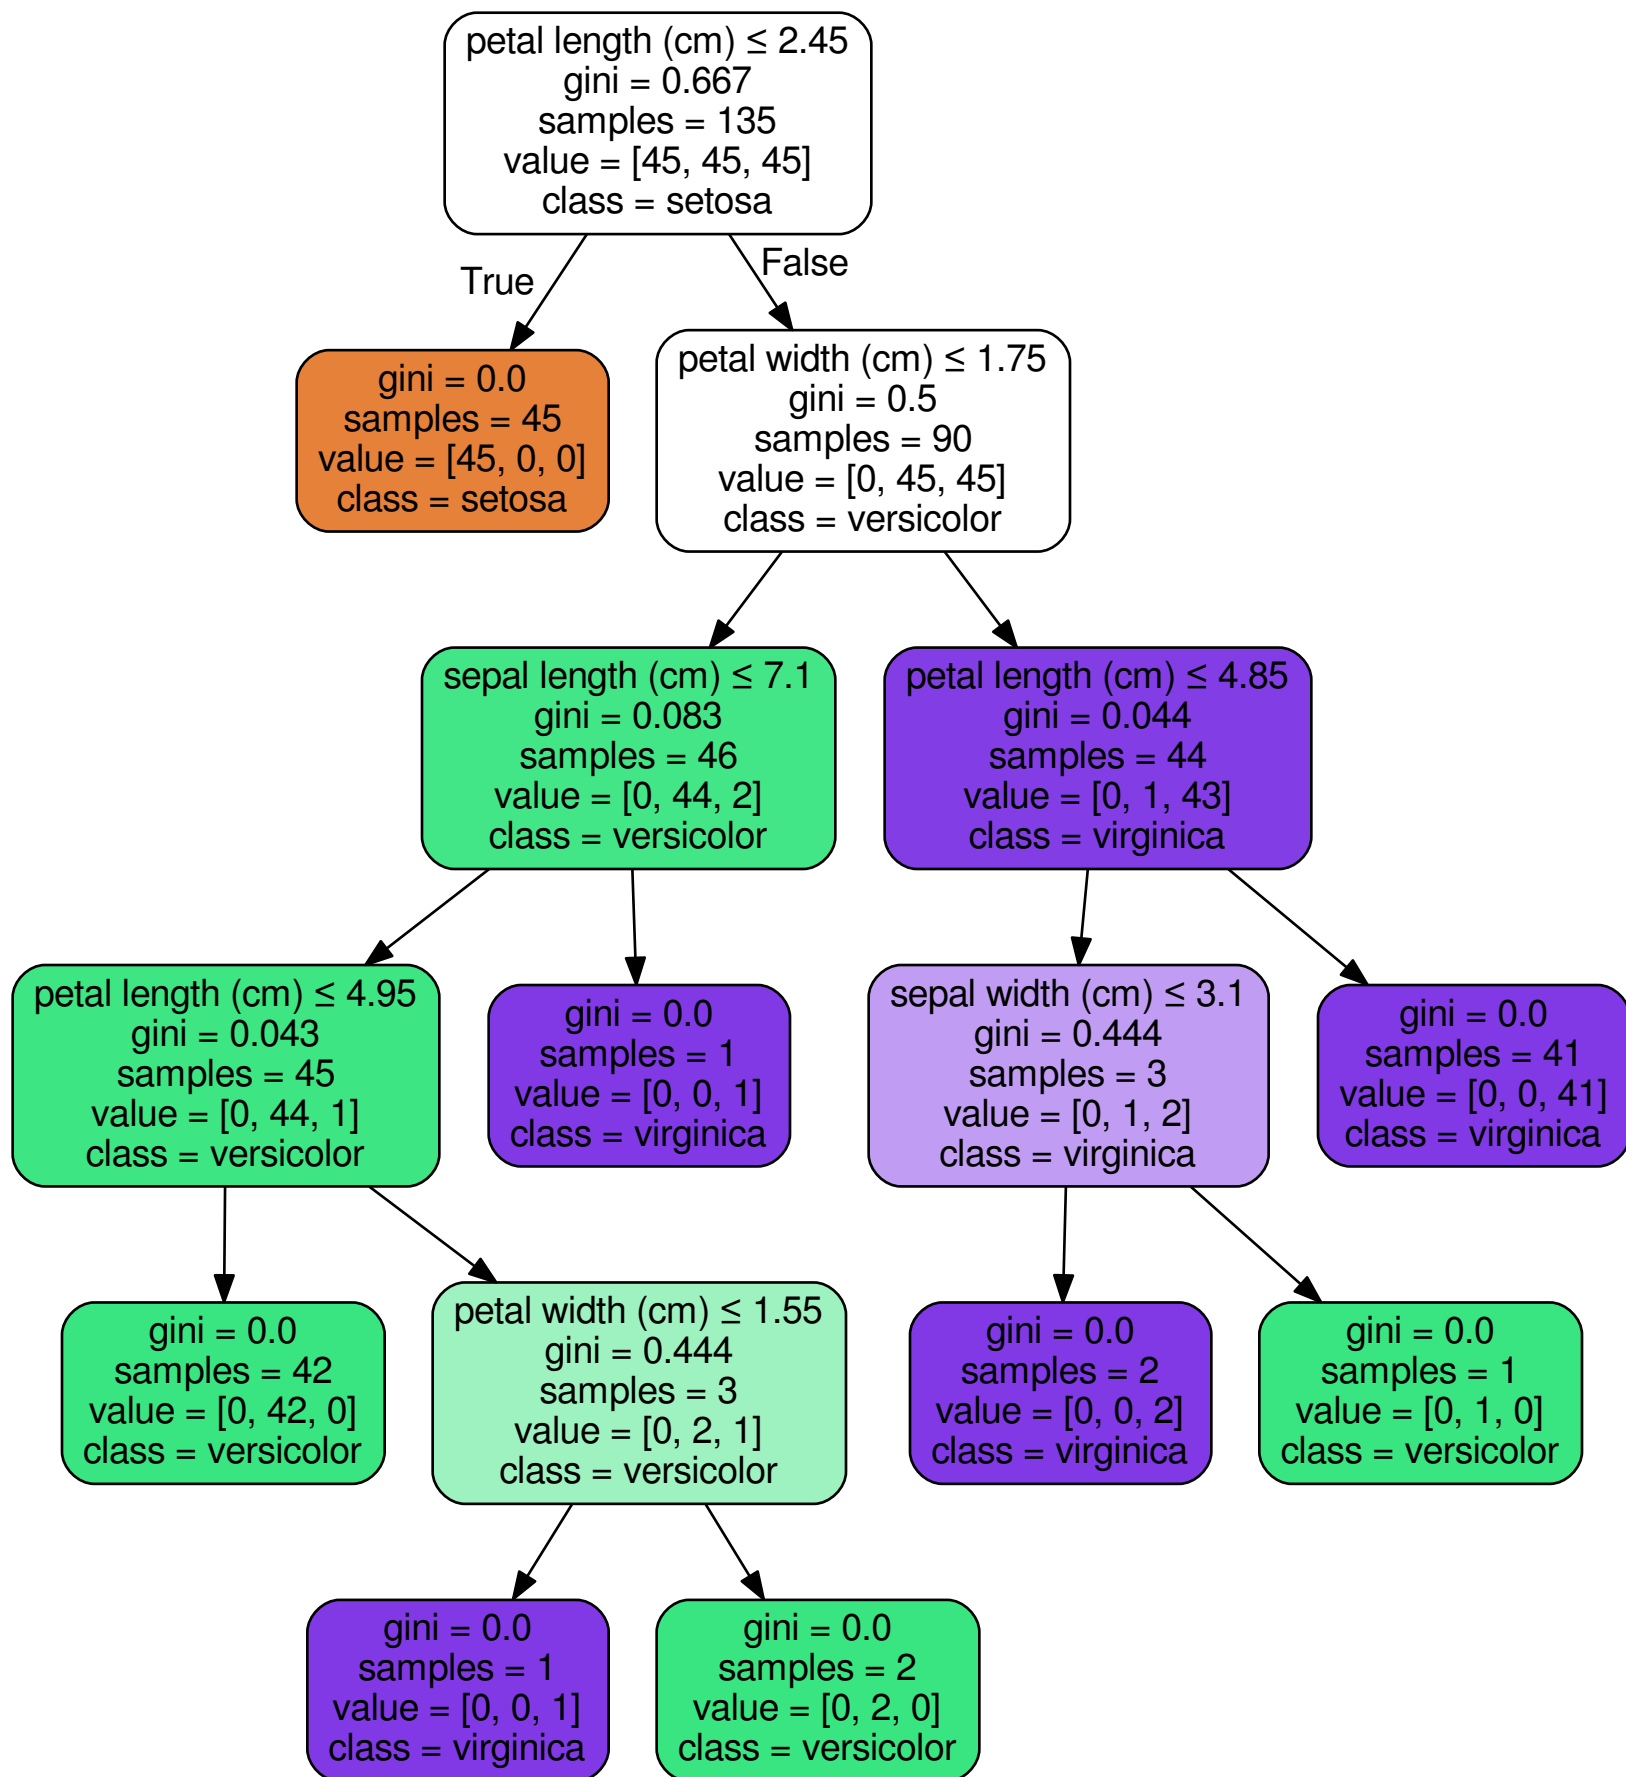 petal length (cm) ≤ 2.45
gini = 0.667
samples = 135
value = [45, 45, 45]
class = setosa
True
False
gini = 0.0
samples = 45
value = [45, 0, 0]
class = setosa
petal width (cm) ≤ 1.75
gini = 0.5
samples = 90
value = [0, 45, 45]
class = versicolor
sepal length (cm) ≤ 7.1
gini = 0.083
samples = 46
value = [0, 44, 2]
class = versicolor
petal length (cm) ≤ 4.85
gini = 0.044
samples = 44
value = [0, 1, 43]
class = virginica
petal length (cm) ≤ 4.95
gini = 0.043
samples = 45
value = [0, 44, 1]
class = versicolor
gini = 0.0
samples = 1
value = [0, 0, 1]
class = virginica
sepal width (cm) ≤ 3.1
gini = 0.444
samples = 3
value = [0, 1, 2]
class = virginica
gini = 0.0
samples = 41
value = [0, 0, 41]
class = virginica
gini = 0.0
samples = 42
value = [0, 42, 0]
class = versicolor
petal width (cm) ≤ 1.55
gini = 0.444
samples = 3
value = [0, 2, 1]
class = versicolor
gini = 0.0
samples = 2
value = [0, 0, 2]
class = virginica
gini = 0.0
samples = 1
value = [0, 1, 0]
class = versicolor
gini = 0.0
samples = 1
value = [0, 0, 1]
class = virginica
gini = 0.0
samples = 2
value = [0, 2, 0]
class = versicolor